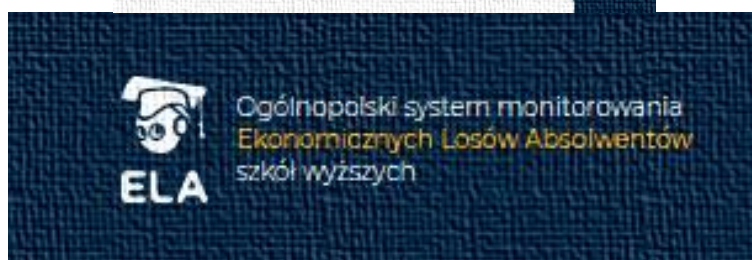 Ogólnopolski system monitorowania
Ekonomicznych Losów Absolwentów
szkół wyższych
ELA